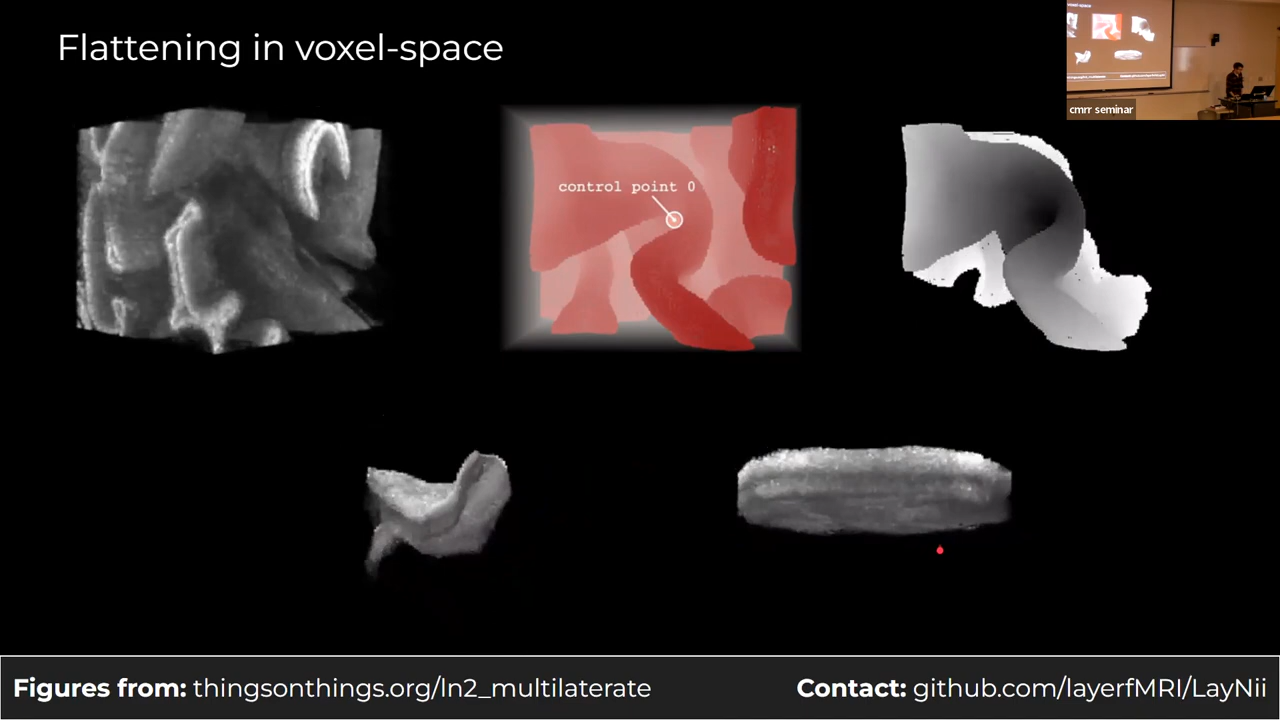 Flattening in voxel-space
cmrr seminar
control point 0
Figures from: thingsonthings.org/ln2_multilaterate
Contact: github.com/layerfMRI/LayNii